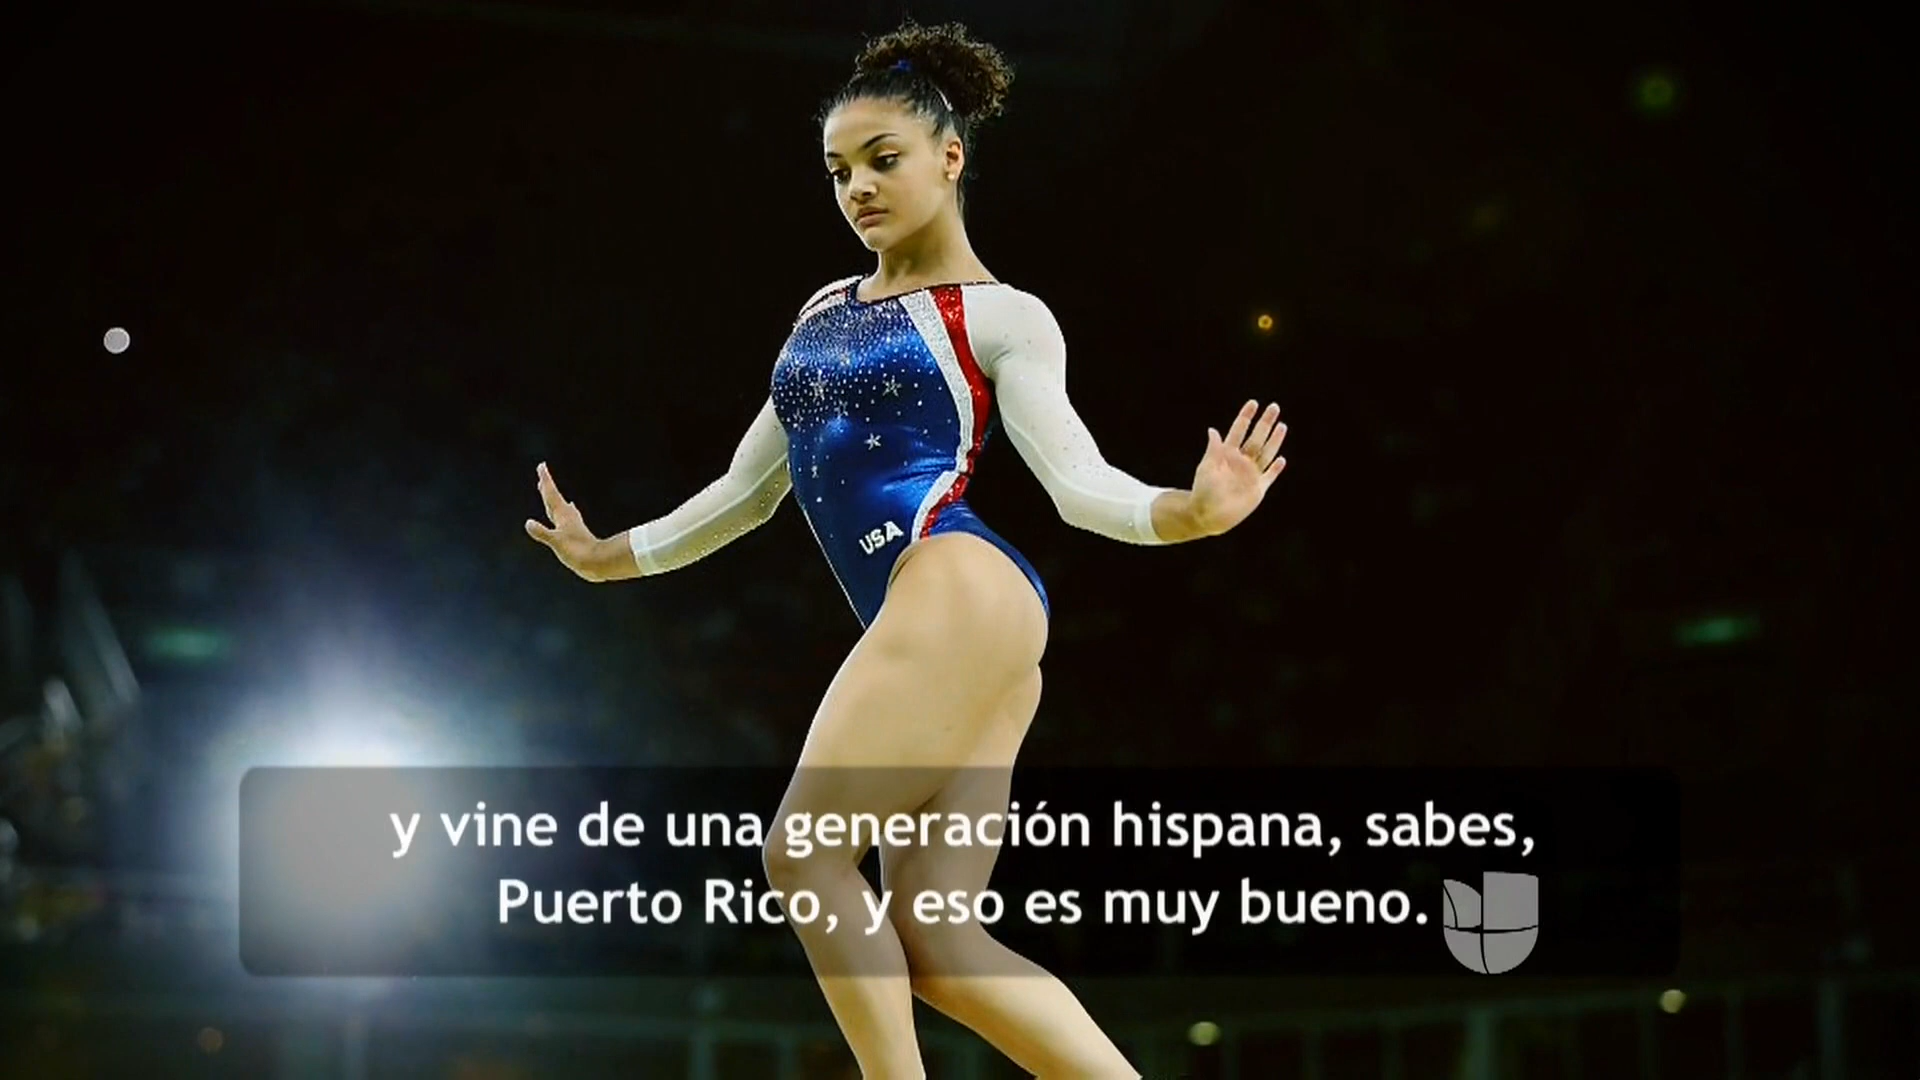 USA
y vine de una generación hispana, sabes,
Puerto Rico, y eso es muy bueno.